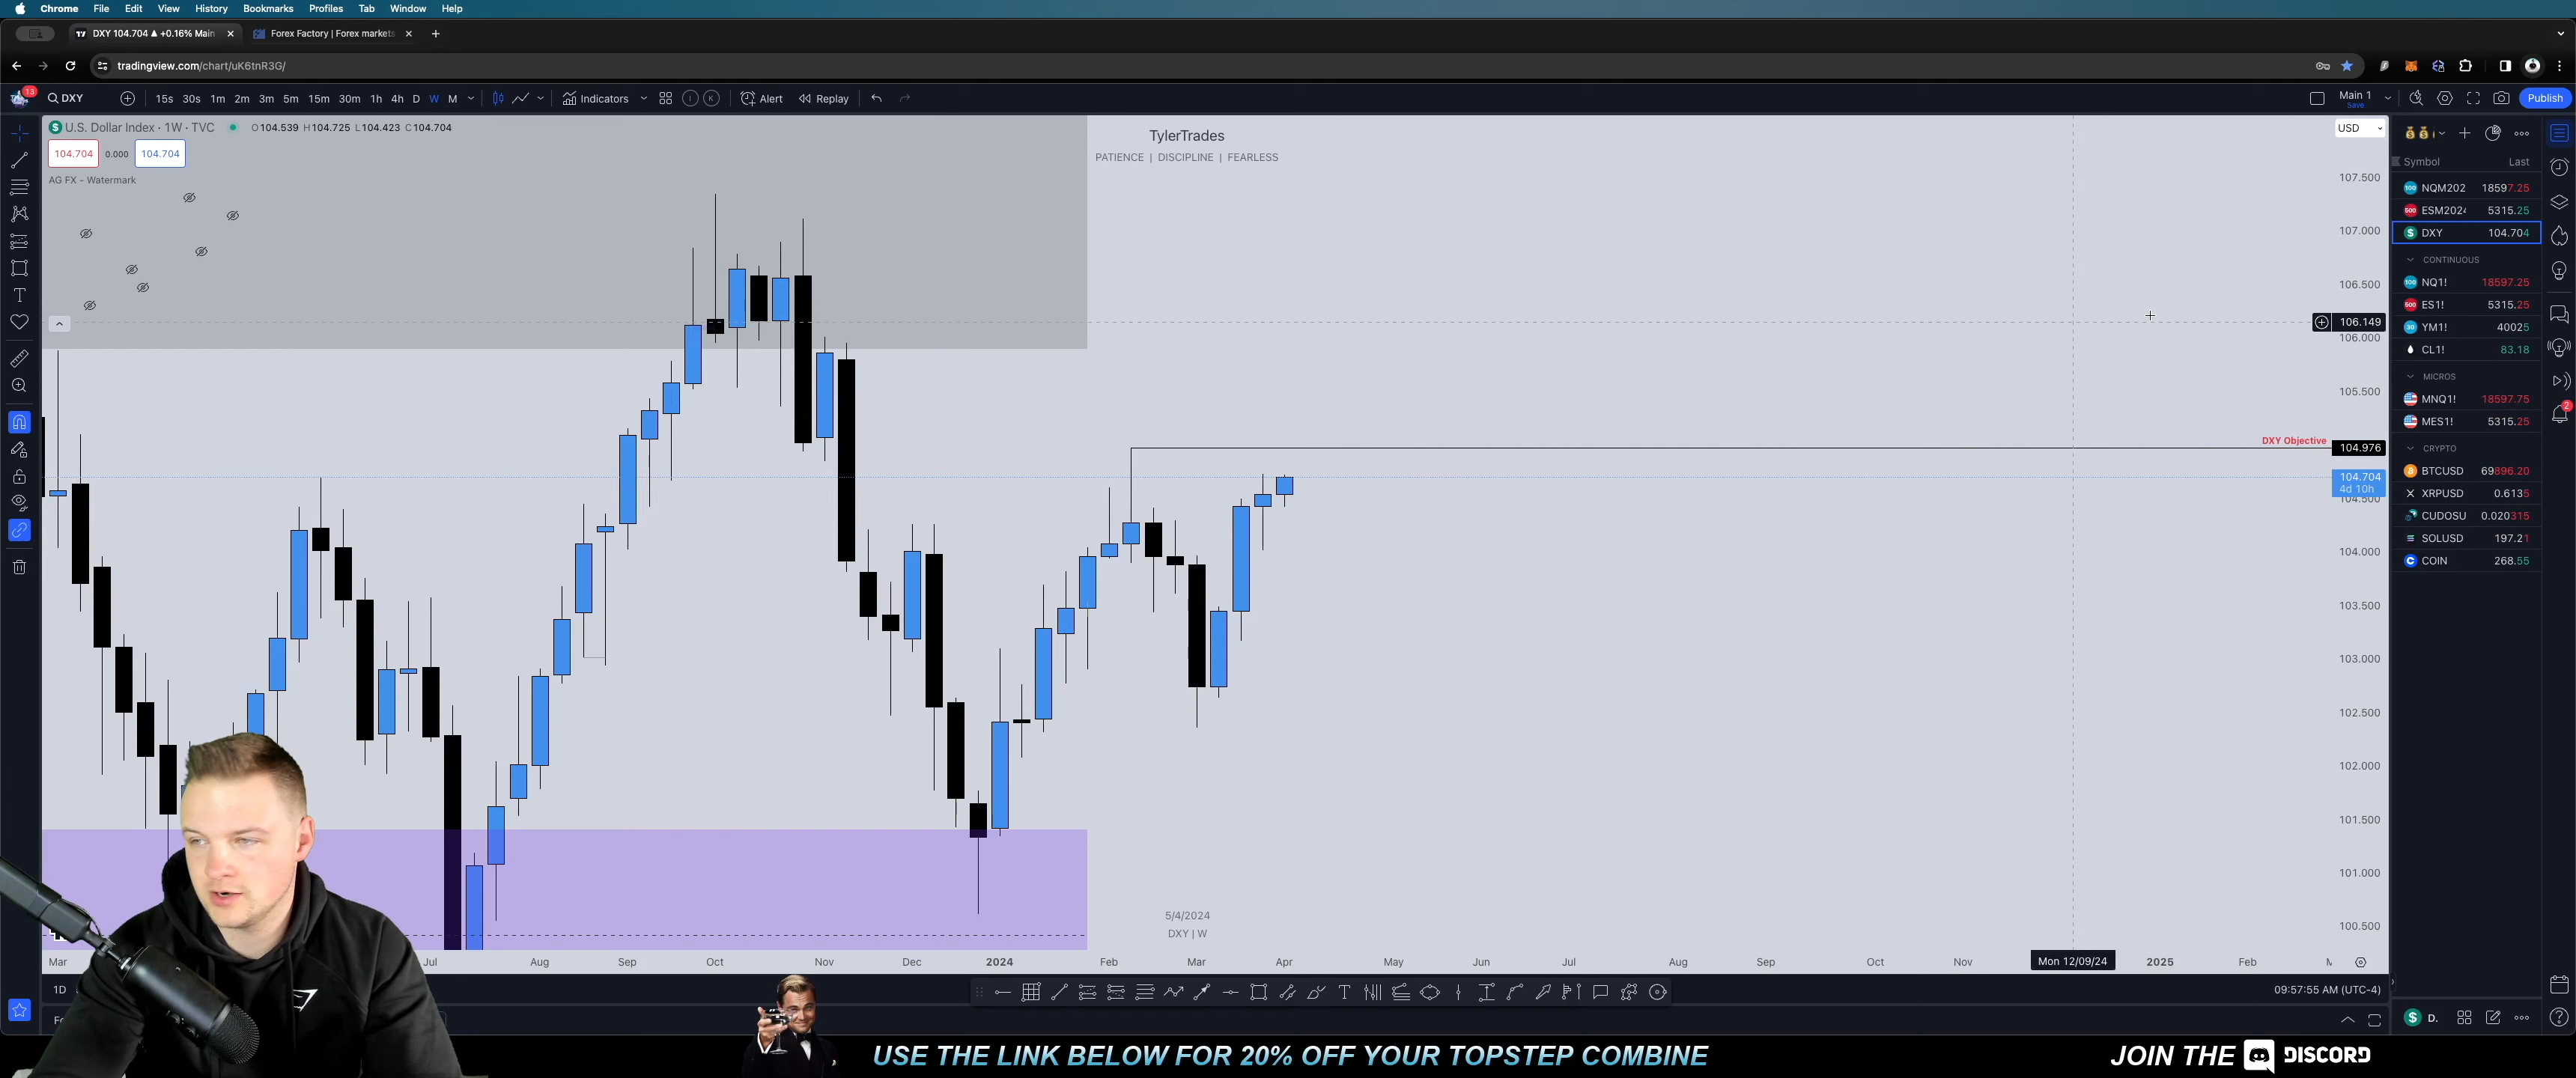 Chrome File Edit View History Bookmarks Profiles Tab Window Help
DXY 104.704 ▲ +0.16% Main
Forex Factory | Forex markets
tradingview.com/chart/uK6tnR3G/
13
DXY 15s 30s 1m 2m 3m 5m 15m 30m 1h 4h D W M Indicators I K Alert Replay Main 1 Save Publish
U.S. Dollar Index · 1W · TVC O104.539 H104.725 L104.423 C104.704
104.704 0.000 104.704
AG FX - Watermark
TylerTrades
PATIENCE | DISCIPLINE | FEARLESS
USD
107.500
107.000
106.500
106.149
106.000
105.500
DXY Objective 104.976
104.704
4d 10h
104.500
104.000
103.500
103.000
102.500
102.000
101.500
101.000
100.500
5/4/2024
DXY | W
Mar Jul Aug Sep Oct Nov Dec 2024 Feb Mar Apr May Jun Jul Aug Sep Oct Nov Mon 12/09/24 2025 Feb
1D
09:57:55 AM (UTC-4)
Symbol Last
NQM202 18597.25
ESM2024 5315.25
DXY 104.704
CONTINUOUS
NQ1! 18597.25
ES1! 5315.25
YM1! 40025
CL1! 83.18
MICROS
MNQ1! 18597.75
MES1! 5315.25
CRYPTO
BTCUSD 69896.20
XRPUSD 0.6135
CUDOSU 0.020315
SOLUSD 197.21
COIN 268.55
2
D.
USE THE LINK BELOW FOR 20% OFF YOUR TOPSTEP COMBINE
JOIN THE DISCORD